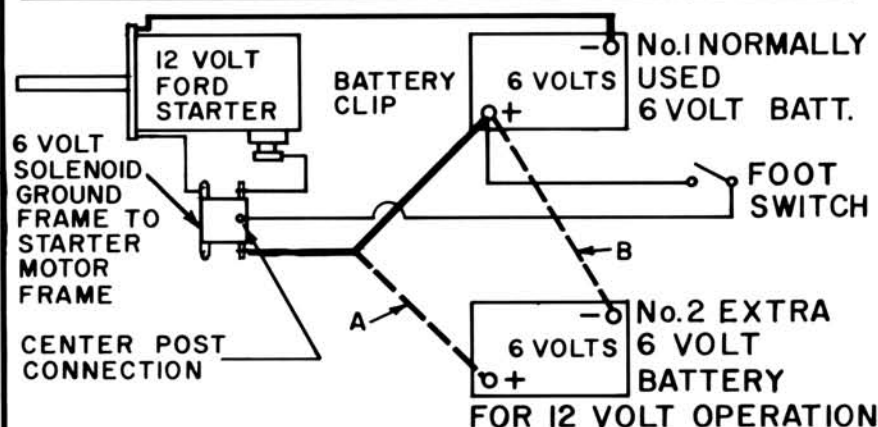 12 VOLT
FORD
STARTER
BATTERY
CLIP
6 VOLTS
-
+
No.1 NORMALLY
USED
6 VOLT BATT.
6 VOLT
SOLENOID
GROUND
FRAME TO
STARTER
MOTOR
FRAME
FOOT
SWITCH
B
A
CENTER POST
CONNECTION
6 VOLTS
-
+
No.2 EXTRA
6 VOLT
BATTERY
FOR 12 VOLT OPERATION